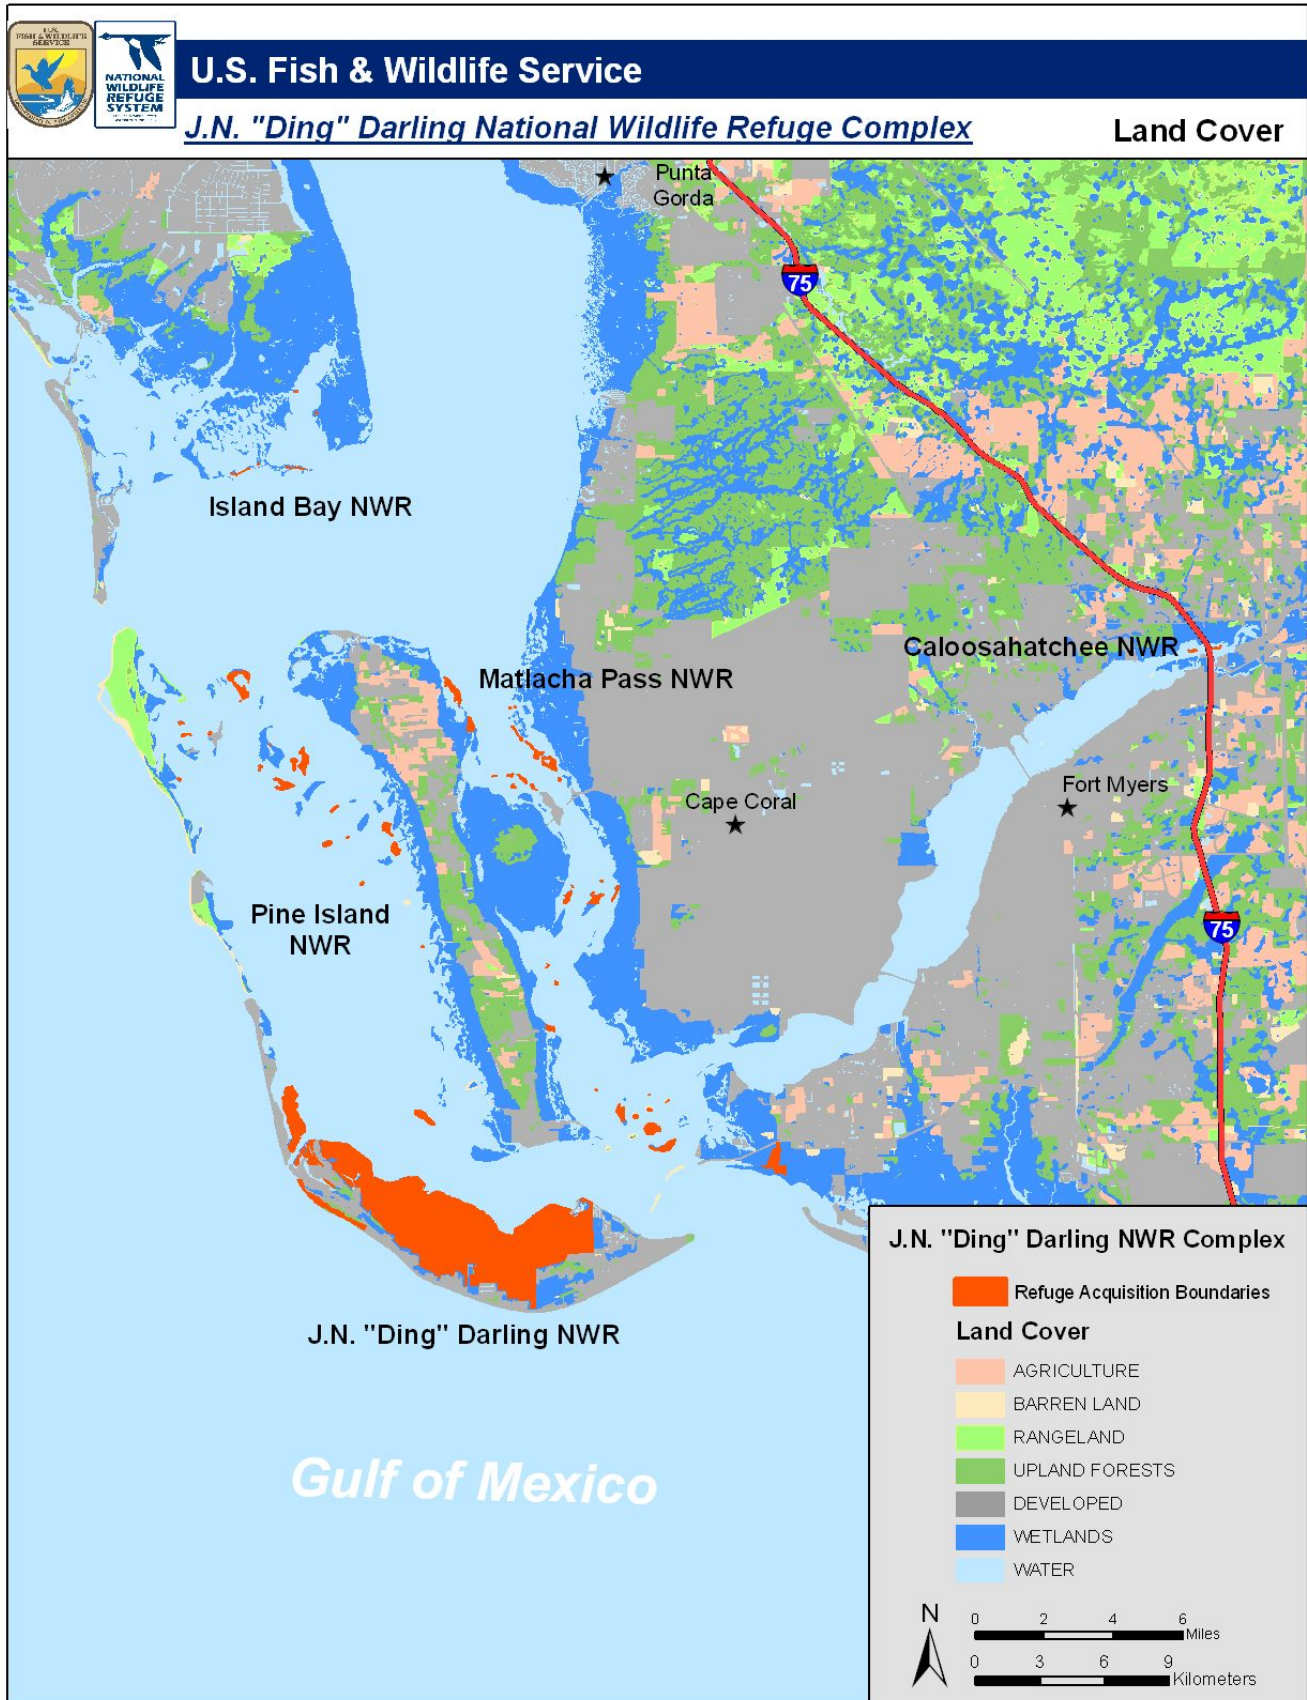 U.S.
FISH & WILDLIFE
SERVICE
NATIONAL
WILDLIFE
REFUGE
SYSTEM
U.S. Fish & Wildlife Service
J.N. "Ding" Darling National Wildlife Refuge Complex
Land Cover
Punta
Gorda
75
Island Bay NWR
Caloosahatchee NWR
Matlacha Pass NWR
Fort Myers
Cape Coral
Pine Island
NWR
75
J.N. "Ding" Darling NWR
Gulf of Mexico
J.N. "Ding" Darling NWR Complex
Refuge Acquisition Boundaries
Land Cover
AGRICULTURE
BARREN LAND
RANGELAND
UPLAND FORESTS
DEVELOPED
WETLANDS
WATER
N
0 2 4 6
Miles
0 3 6 9
Kilometers